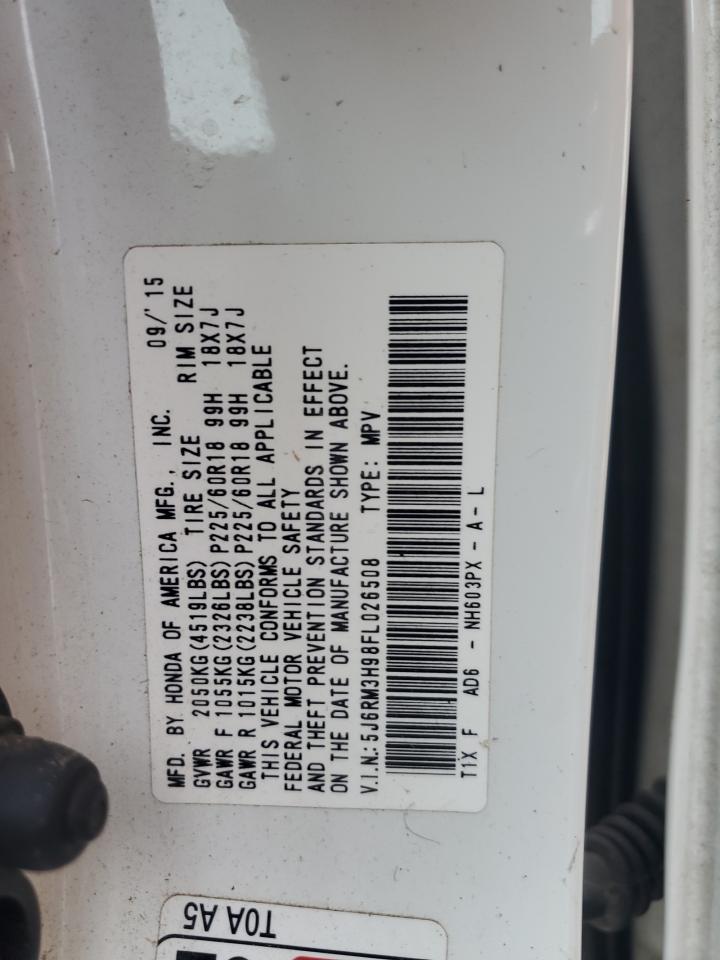 MFD. BY HONDA OF AMERICA MFG., INC. 09/'15
GVWR 2050KG(4519LBS) TIRE SIZE RIM SIZE
GAWR F 1055KG(2326LBS)P225/60R18 99H 18X7J
GAWR R 1015KG(2238LBS)P225/60R18 99H 18X7J
THIS VEHICLE CONFORMS TO ALL APPLICABLE
FEDERAL MOTOR VEHICLE SAFETY
AND THEFT PREVENTION STANDARDS IN EFFECT
ON THE DATE OF MANUFACTURE SHOWN ABOVE.
V.I.N.: 5J6RM3H98FL026508 TYPE: MPV
T1X F AD6 - NH603PX - A - L
T0A A5